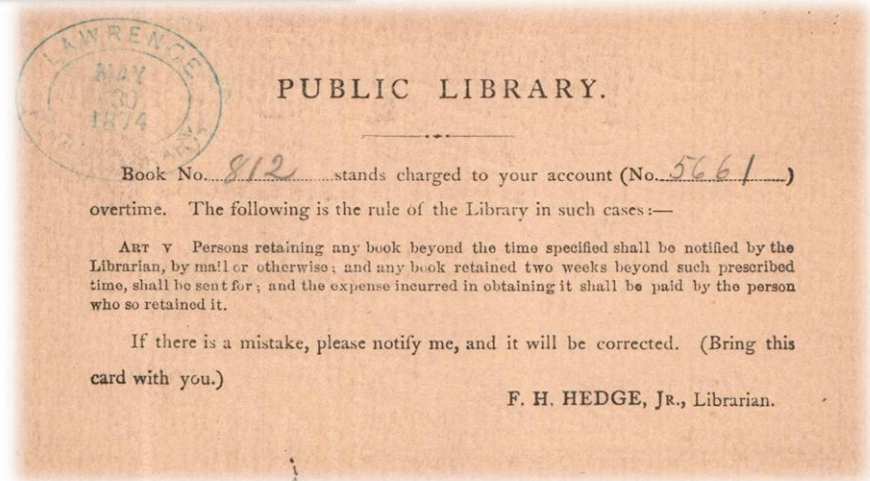 LAWRENCE
MAY
30
1874
PUBLIC LIBRARY.
Book No. 812 stands charged to your account (No. 5661)
overtime. The following is the rule of the Library in such cases:—
ART V Persons retaining any book beyond the time specified shall be notified by the
Librarian, by mail or otherwise; and any book retained two weeks beyond such prescribed
time, shall be sent for; and the expense incurred in obtaining it shall be paid by the person
who so retained it.
If there is a mistake, please notify me, and it will be corrected. (Bring this
card with you.)
F. H. HEDGE, JR., Librarian.